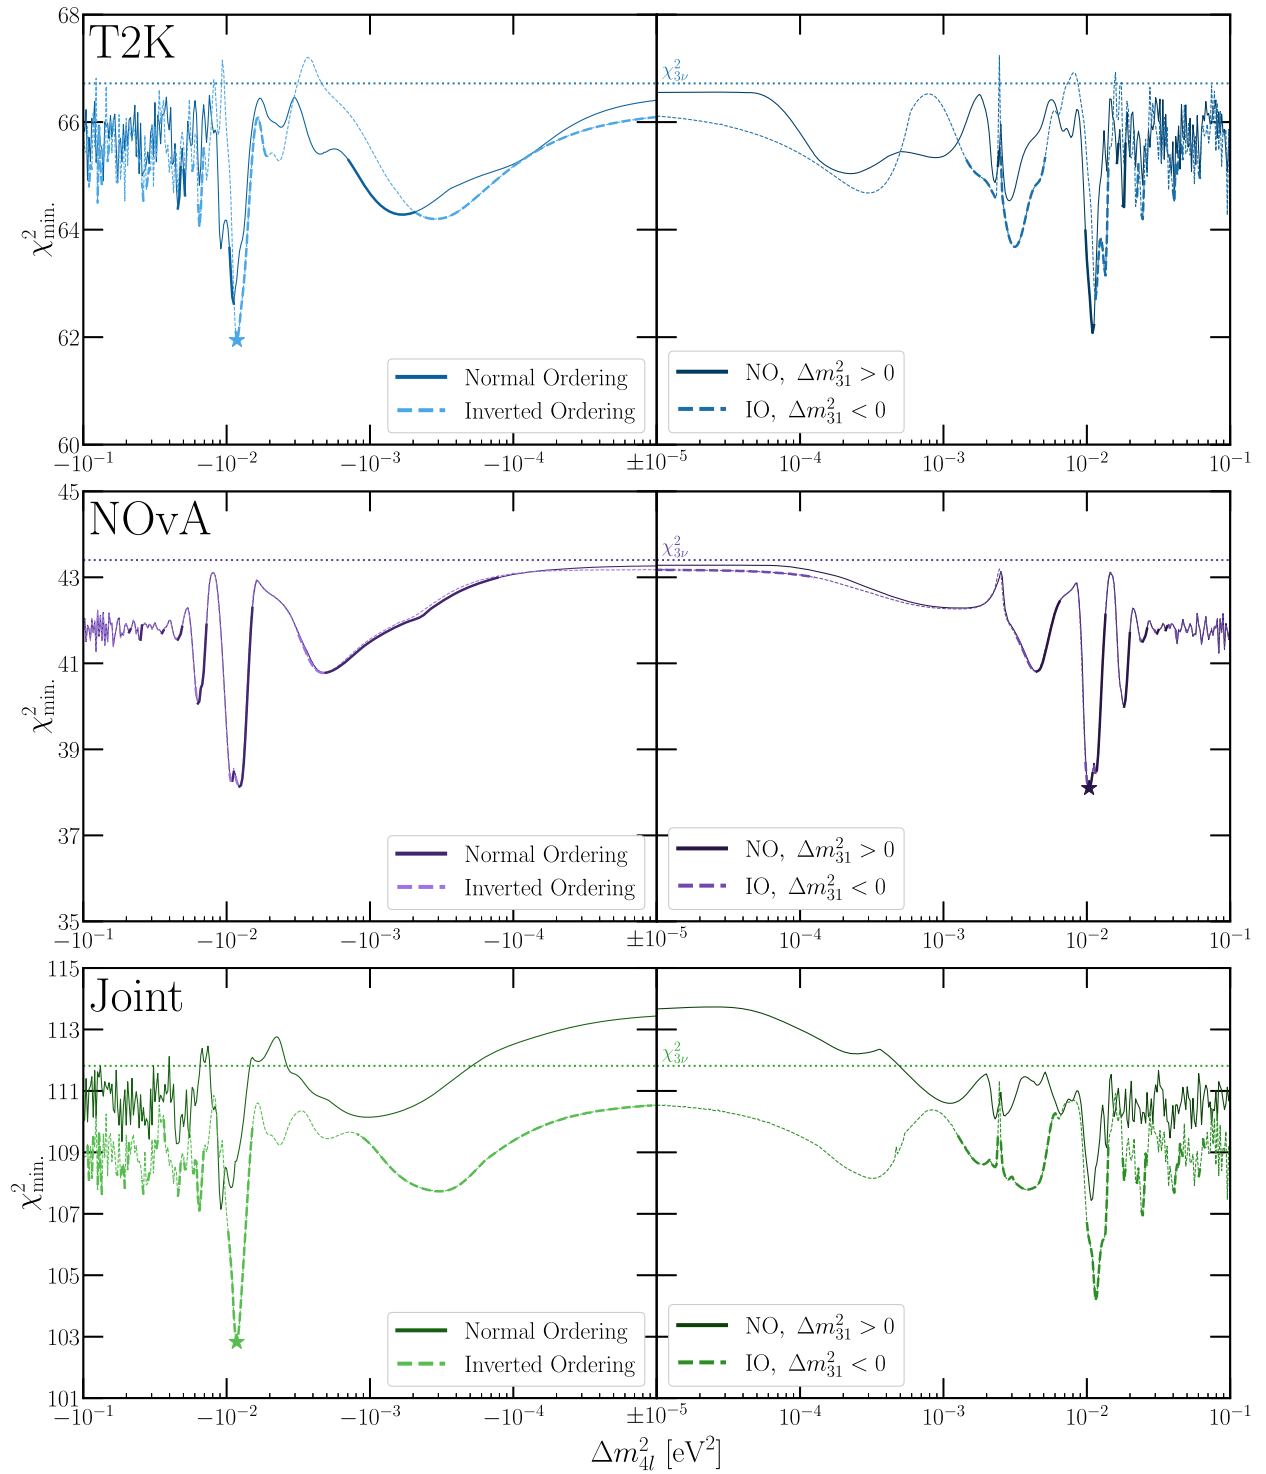 T2K
χ²min.
68
66
64
62
60
χ²3ν
Normal Ordering
Inverted Ordering
NO, Δm²31 > 0
IO, Δm²31 < 0
−10⁻¹ −10⁻² −10⁻³ −10⁻⁴ ±10⁻⁵ 10⁻⁴ 10⁻³ 10⁻² 10⁻¹
NOvA
χ²min.
45
43
41
39
37
35
χ²3ν
Normal Ordering
Inverted Ordering
NO, Δm²31 > 0
IO, Δm²31 < 0
−10⁻¹ −10⁻² −10⁻³ −10⁻⁴ ±10⁻⁵ 10⁻⁴ 10⁻³ 10⁻² 10⁻¹
Joint
χ²min.
115
113
111
109
107
105
103
101
χ²3ν
Normal Ordering
Inverted Ordering
NO, Δm²31 > 0
IO, Δm²31 < 0
−10⁻¹ −10⁻² −10⁻³ −10⁻⁴ ±10⁻⁵ 10⁻⁴ 10⁻³ 10⁻² 10⁻¹
Δm²4l [eV²]